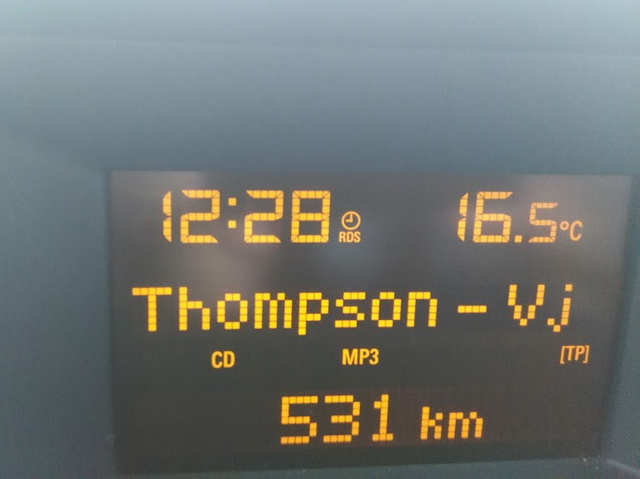 12:28 RDS 16.5°C
Thompson - Vj
CD MP3 [TP]
531 km